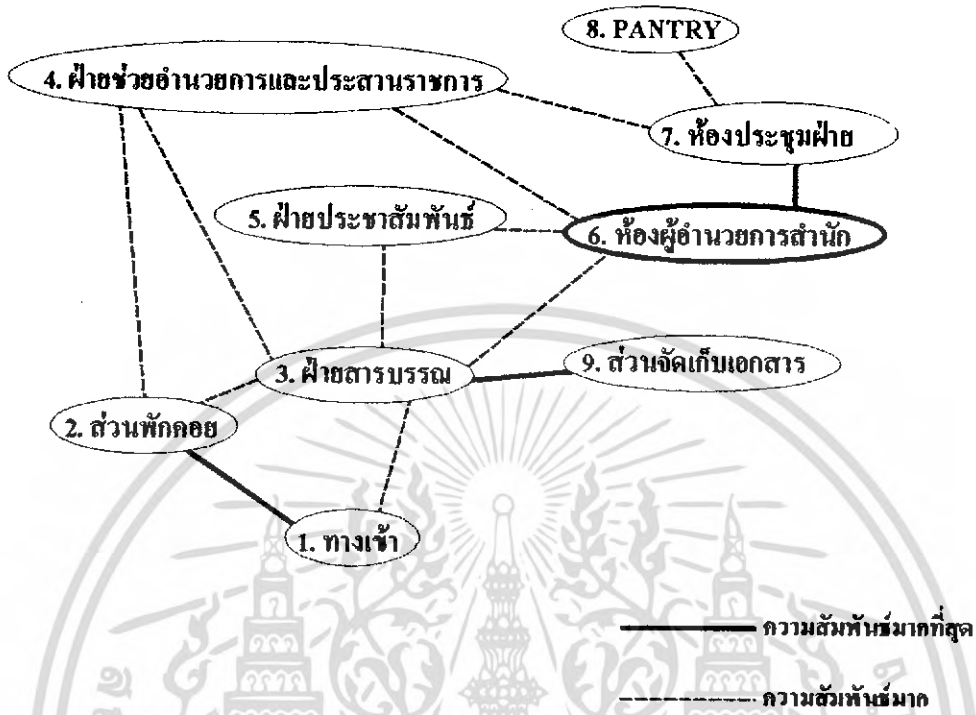 8. PANTRY
4. ฝ่ายช่วยอำนวยการและประสานราชการ
7. ห้องประชุมฝ่าย
5. ฝ่ายประชาสัมพันธ์
6. ห้องผู้อำนวยการสำนัก
3. ฝ่ายสารบรรณ
9. ส่วนจัดเก็บเอกสาร
2. ส่วนพักคอย
1. ทางเข้า
ความสัมพันธ์มากที่สุด
ความสัมพันธ์มาก